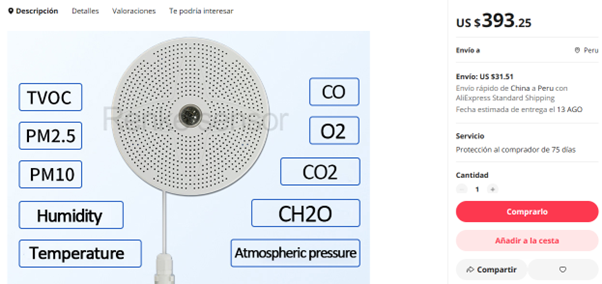 Descripción
Detalles
Valoraciones
Te podría interesar
TVOC
PM2.5
PM10
Humidity
Temperature
CO
O2
CO2
CH2O
Atmospheric pressure
US $393.25
Envío a
Peru
Envío: US $31.51
Envío rápido de China a Peru con
AliExpress Standard Shipping
Fecha estimada de entrega el 13 AGO
Servicio
Protección al comprador de 75 días
Cantidad
1
Comprarlo
Añadir a la cesta
Compartir